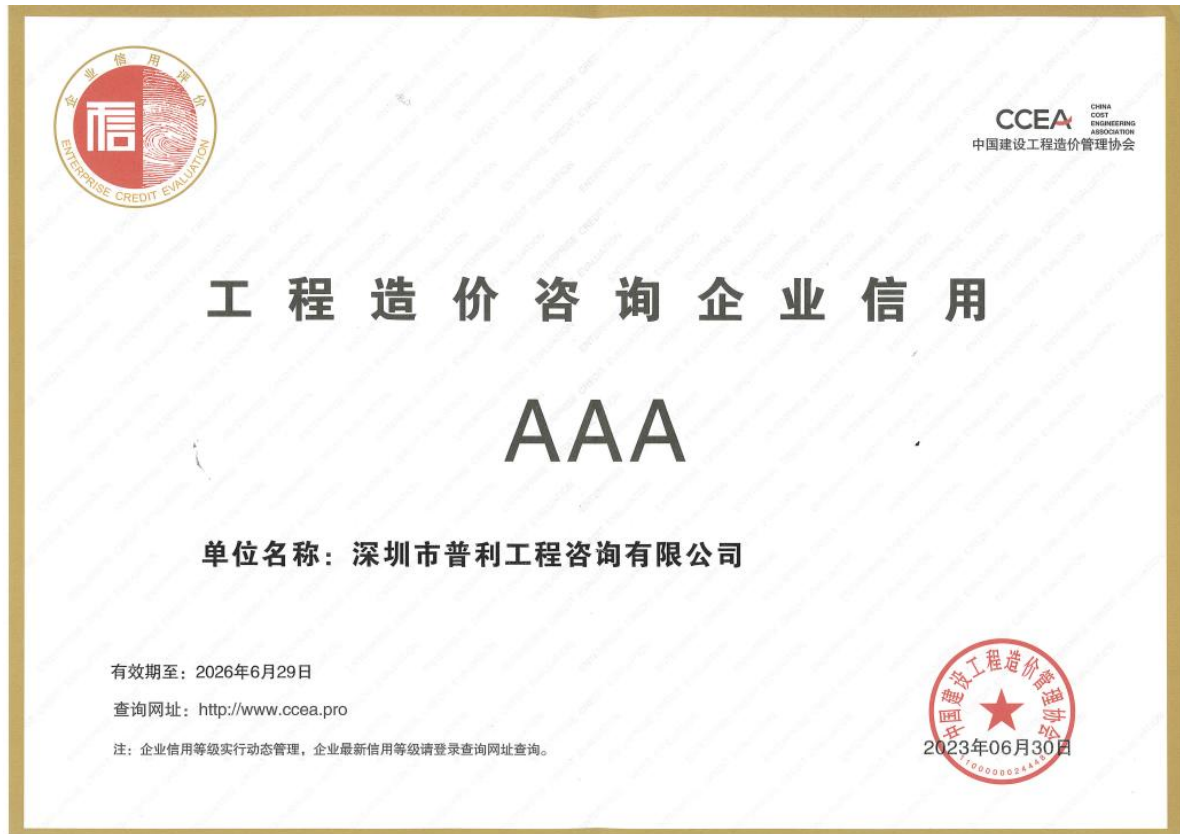 企业信用评价
信
ENTERPRISE CREDIT EVALUATION
CCEA
CHINA
COST
ENGINEERING
ASSOCIATION
中国建设工程造价管理协会
工程造价咨询企业信用
AAA
单位名称：深圳市普利工程咨询有限公司
有效期至：2026年6月29日
查询网址：http://www.ccea.pro
注：企业信用等级实行动态管理，企业最新信用等级请登录查询网址查询。
中国建设工程造价管理协会
2023年06月30日